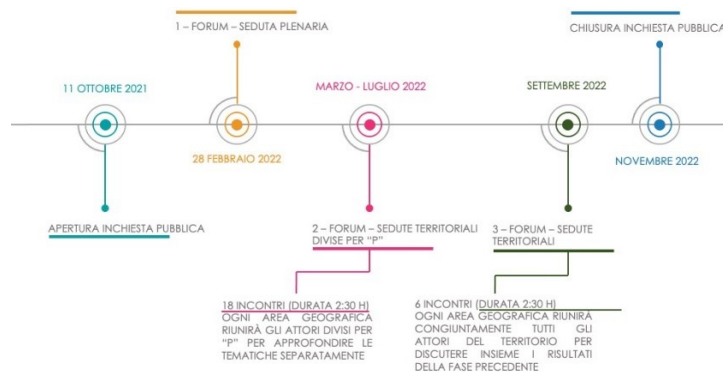 1 – FORUM – SEDUTA PLENARIA
CHIUSURA INCHIESTA PUBBLICA
11 OTTOBRE 2021
MARZO - LUGLIO 2022
SETTEMBRE 2022
28 FEBBRAIO 2022
NOVEMBRE 2022
APERTURA INCHIESTA PUBBLICA
2 – FORUM – SEDUTE TERRITORIALI
DIVISE PER “P”
3 – FORUM – SEDUTE
TERRITORIALI
18 INCONTRI (DURATA 2:30 H)
OGNI AREA GEOGRAFICA
RIUNIRÀ GLI ATTORI DIVISI PER
“P” PER APPROFONDIRE LE
TEMATICHE SEPARATAMENTE
6 INCONTRI (DURATA 2:30 H)
OGNI AREA GEOGRAFICA RIUNIRÀ
CONGIUNTAMENTE TUTTI GLI
ATTORI DEL TERRITORIO PER
DISCUTERE INSIEME I RISULTATI
DELLA FASE PRECEDENTE